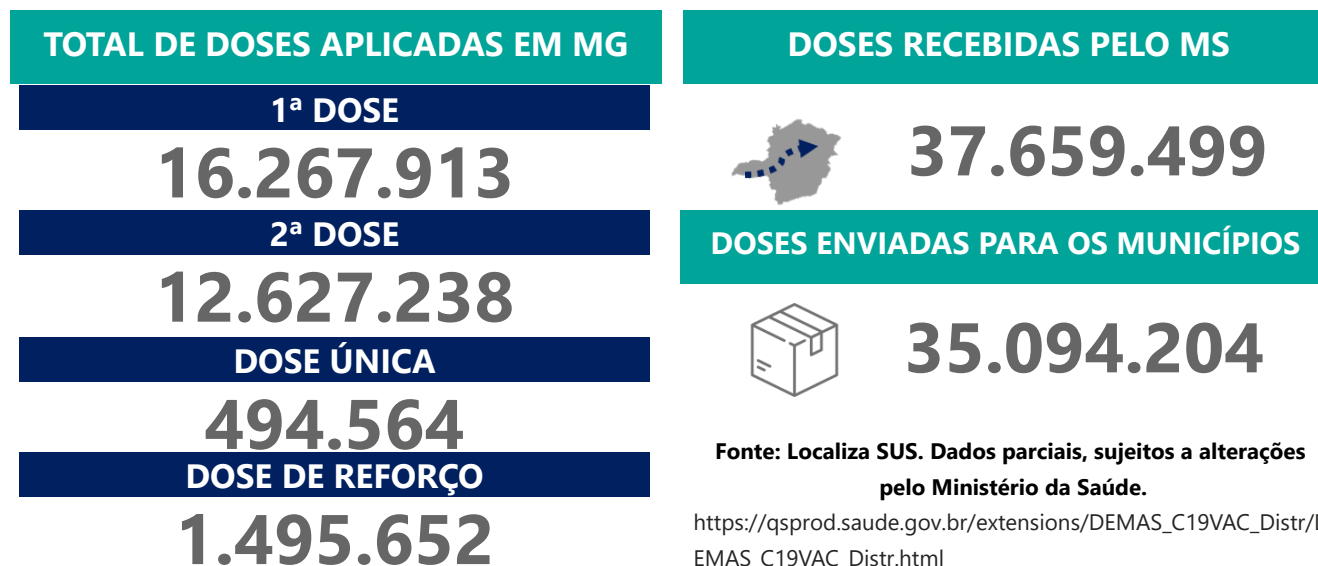 TOTAL DE DOSES APLICADAS EM MG
1ª DOSE
16.267.913
2ª DOSE
12.627.238
DOSE ÚNICA
494.564
DOSE DE REFORÇO
1.495.652
DOSES RECEBIDAS PELO MS
37.659.499
DOSES ENVIADAS PARA OS MUNICÍPIOS
35.094.204
Fonte: Localiza SUS. Dados parciais, sujeitos a alterações
pelo Ministério da Saúde.
https://qsprod.saude.gov.br/extensions/DEMAS_C19VAC_Distr/
EMAS_C19VAC_Distr.html